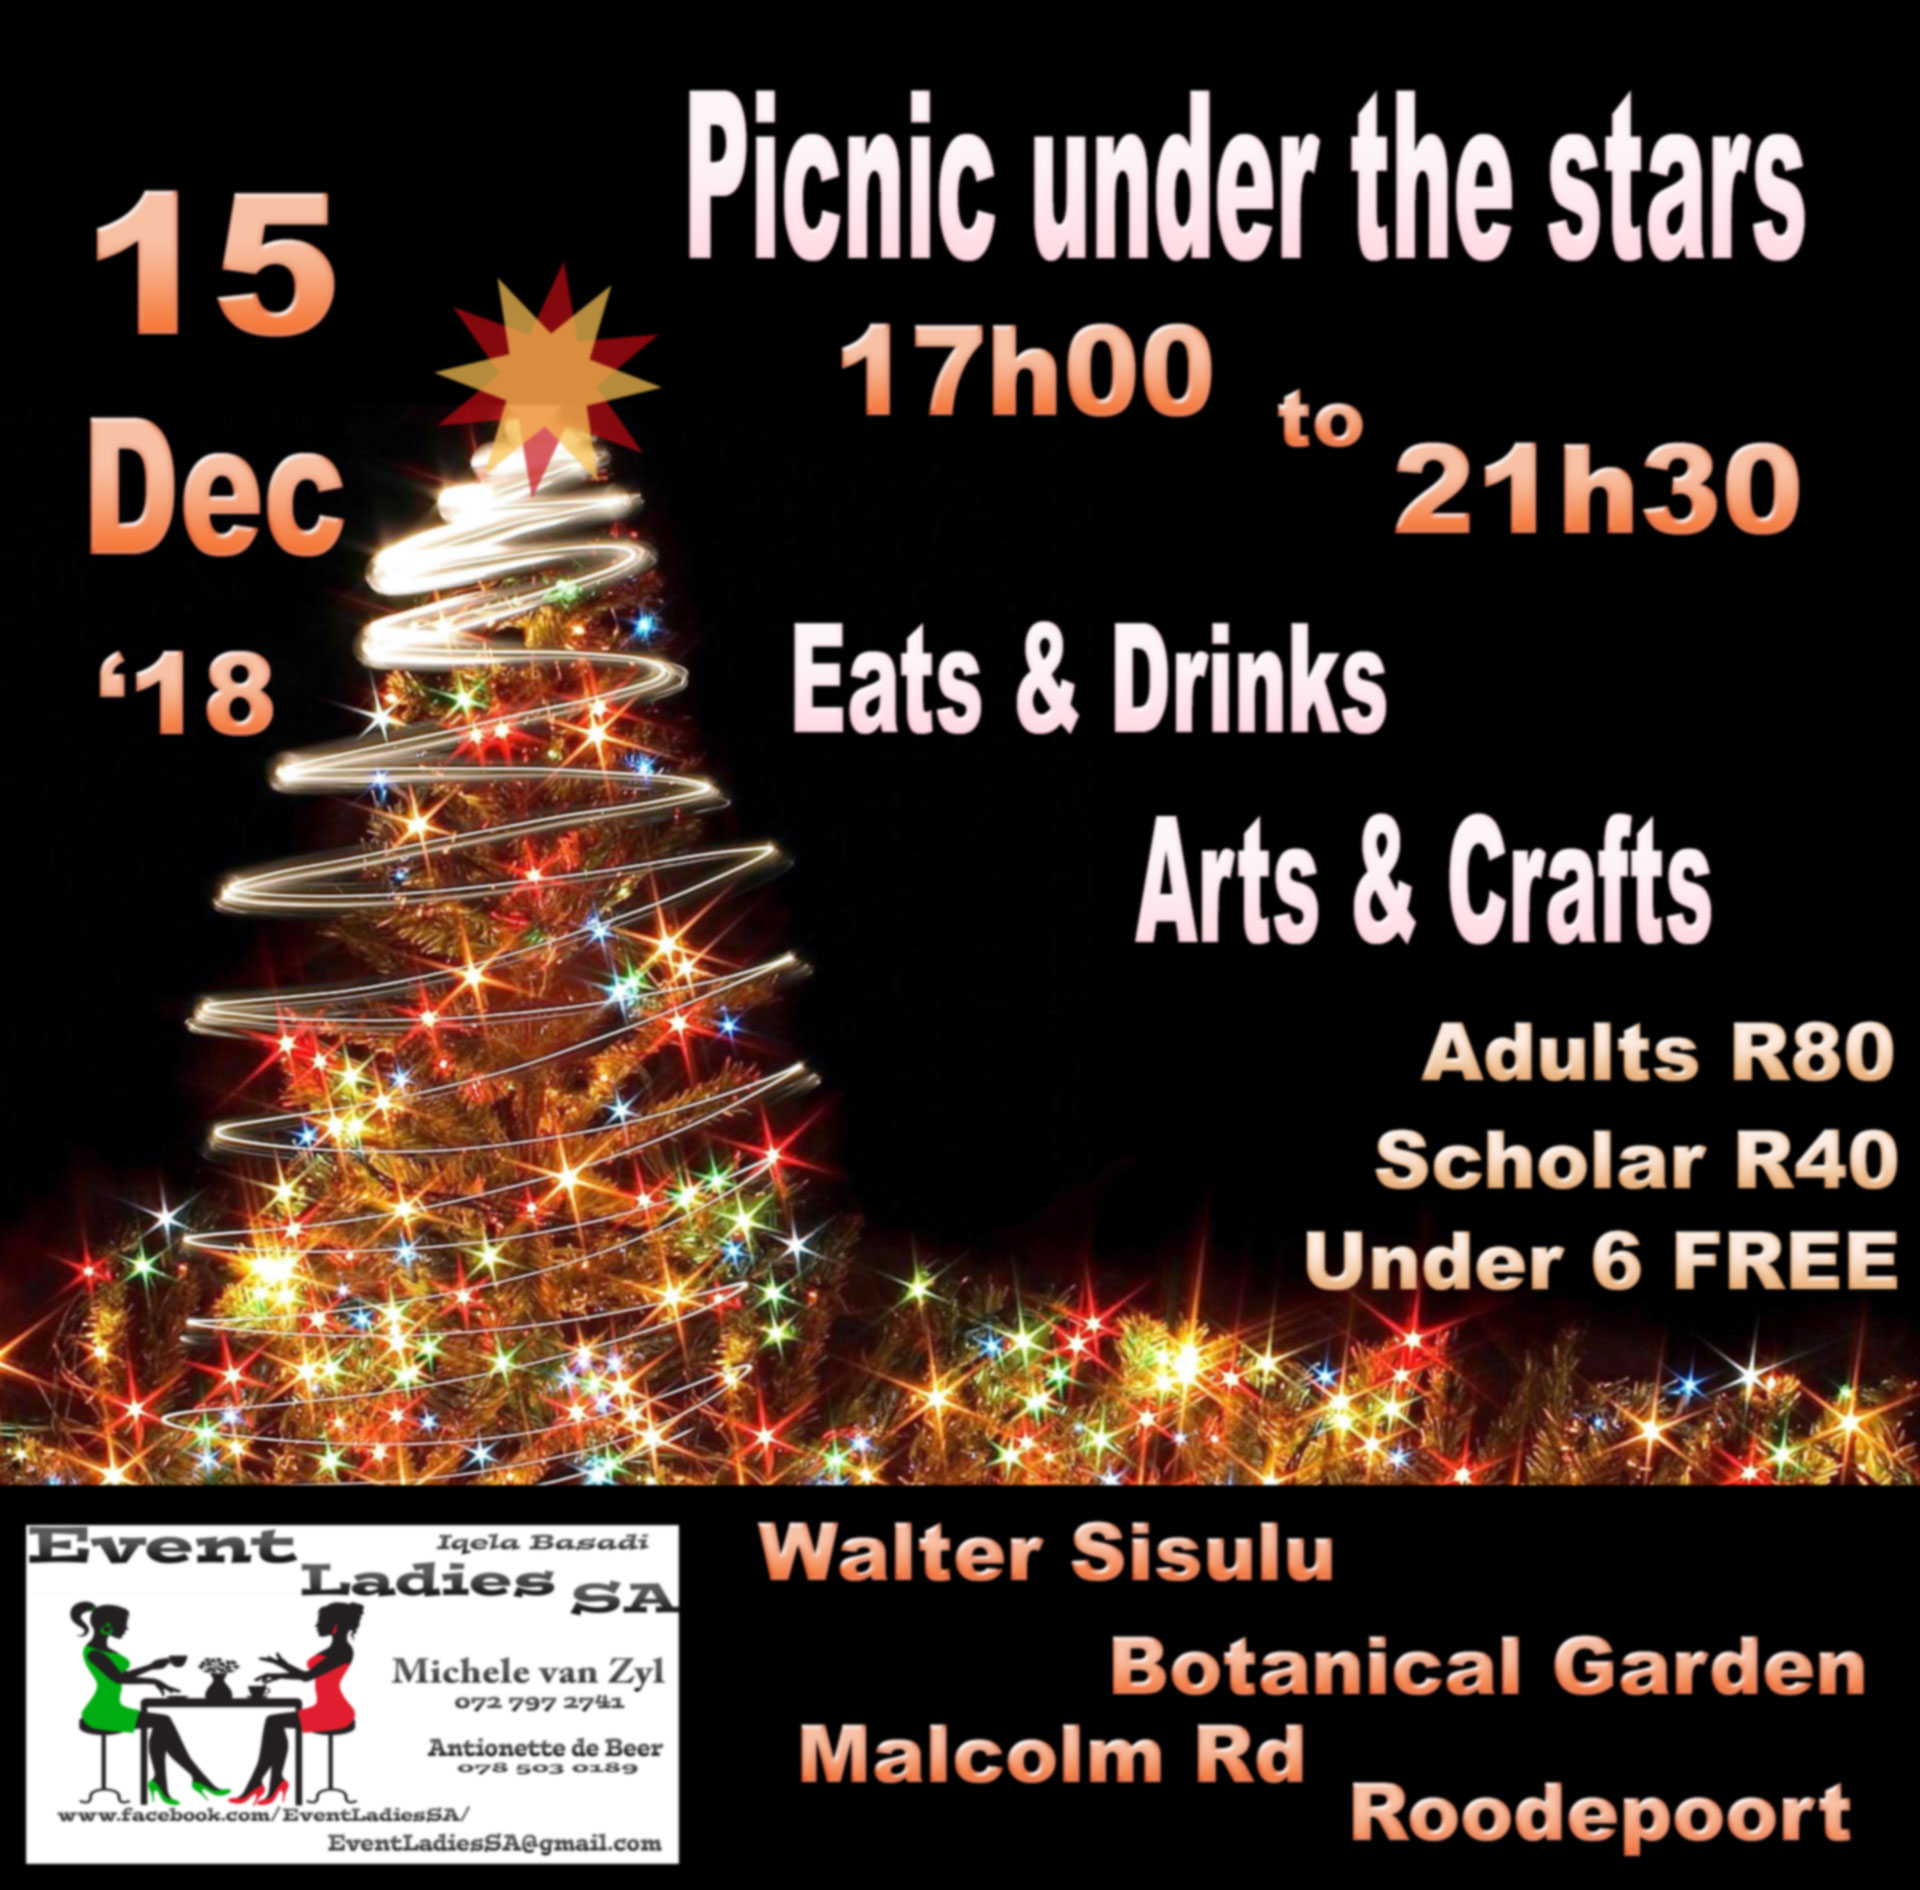 Picnic under the stars
15
Dec
‘18
17h00 to 21h30
Eats & Drinks
Arts & Crafts
Adults R80
Scholar R40
Under 6 FREE
Event Ladies SA
Iqela Basadi
Michele van Zyl
072 797 2741
Antionette de Beer
078 503 0189
www.facebook.com/EventLadiesSA/
EventLadiesSA@gmail.com
Walter Sisulu
Botanical Garden
Malcolm Rd
Roodepoort